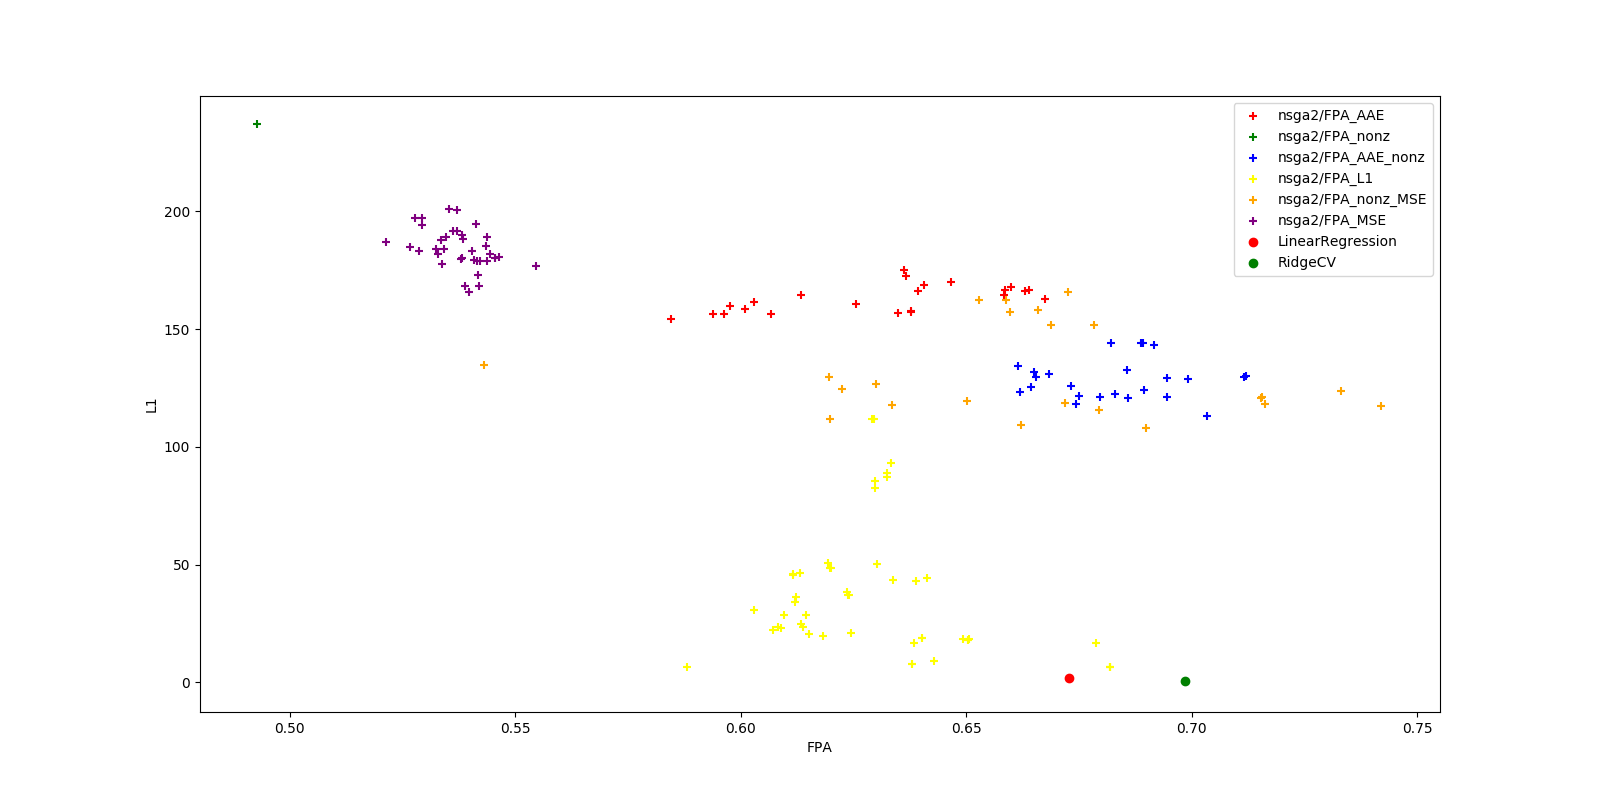 nsga2/FPA_AAE
nsga2/FPA_nonz
nsga2/FPA_AAE_nonz
nsga2/FPA_L1
nsga2/FPA_nonz_MSE
nsga2/FPA_MSE
LinearRegression
RidgeCV
200
150
100
50
0
L1
0.50 0.55 0.60 0.65 0.70 0.75
FPA